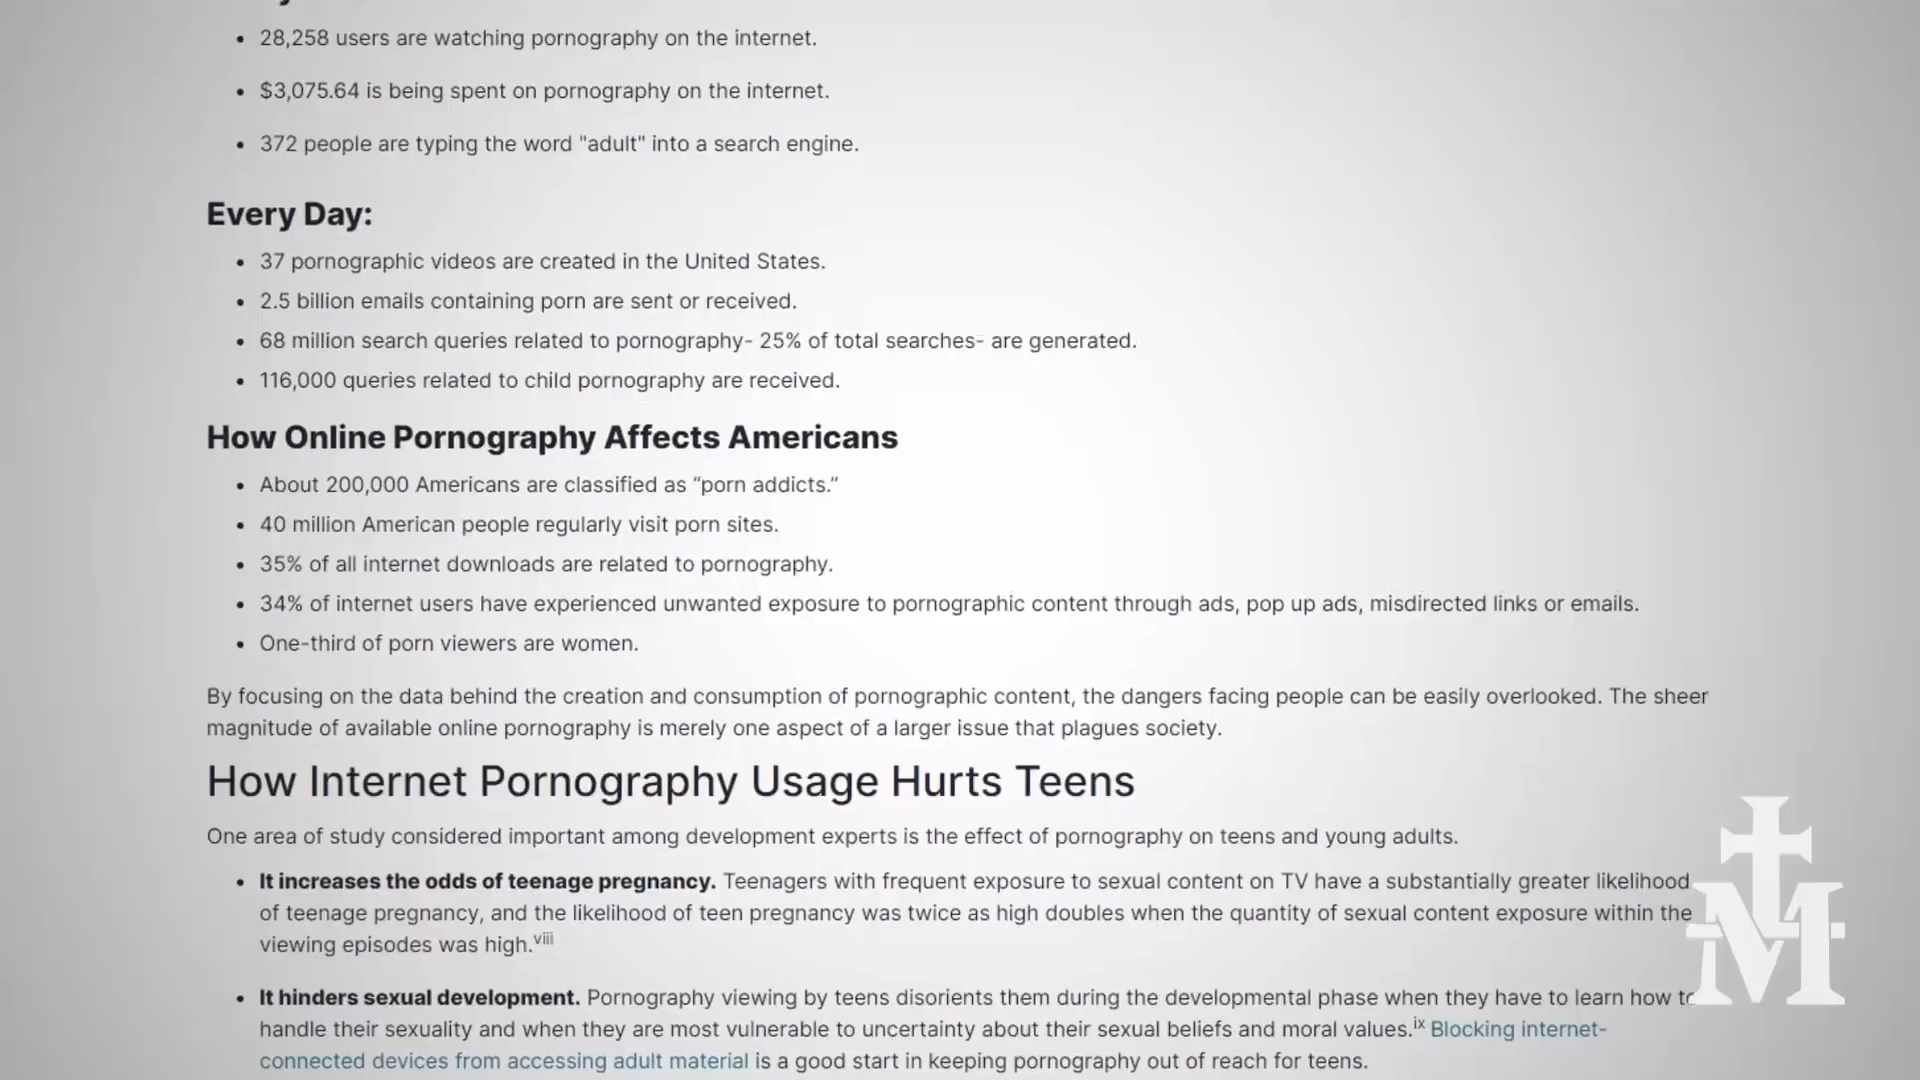 28,258 users are watching pornography on the internet.
$3,075.64 is being spent on pornography on the internet.
372 people are typing the word "adult" into a search engine.
Every Day:
37 pornographic videos are created in the United States.
2.5 billion emails containing porn are sent or received.
68 million search queries related to pornography- 25% of total searches- are generated.
116,000 queries related to child pornography are received.
How Online Pornography Affects Americans
About 200,000 Americans are classified as “porn addicts.”
40 million American people regularly visit porn sites.
35% of all internet downloads are related to pornography.
34% of internet users have experienced unwanted exposure to pornographic content through ads, pop up ads, misdirected links or emails.
One-third of porn viewers are women.
By focusing on the data behind the creation and consumption of pornographic content, the dangers facing people can be easily overlooked. The sheer
magnitude of available online pornography is merely one aspect of a larger issue that plagues society.
How Internet Pornography Usage Hurts Teens
One area of study considered important among development experts is the effect of pornography on teens and young adults.
It increases the odds of teenage pregnancy. Teenagers with frequent exposure to sexual content on TV have a substantially greater likelihood
of teenage pregnancy, and the likelihood of teen pregnancy was twice as high doubles when the quantity of sexual content exposure within the
viewing episodes was high.viii
It hinders sexual development. Pornography viewing by teens disorients them during the developmental phase when they have to learn how to
handle their sexuality and when they are most vulnerable to uncertainty about their sexual beliefs and moral values.ix Blocking internet-
connected devices from accessing adult material is a good start in keeping pornography out of reach for teens.
M